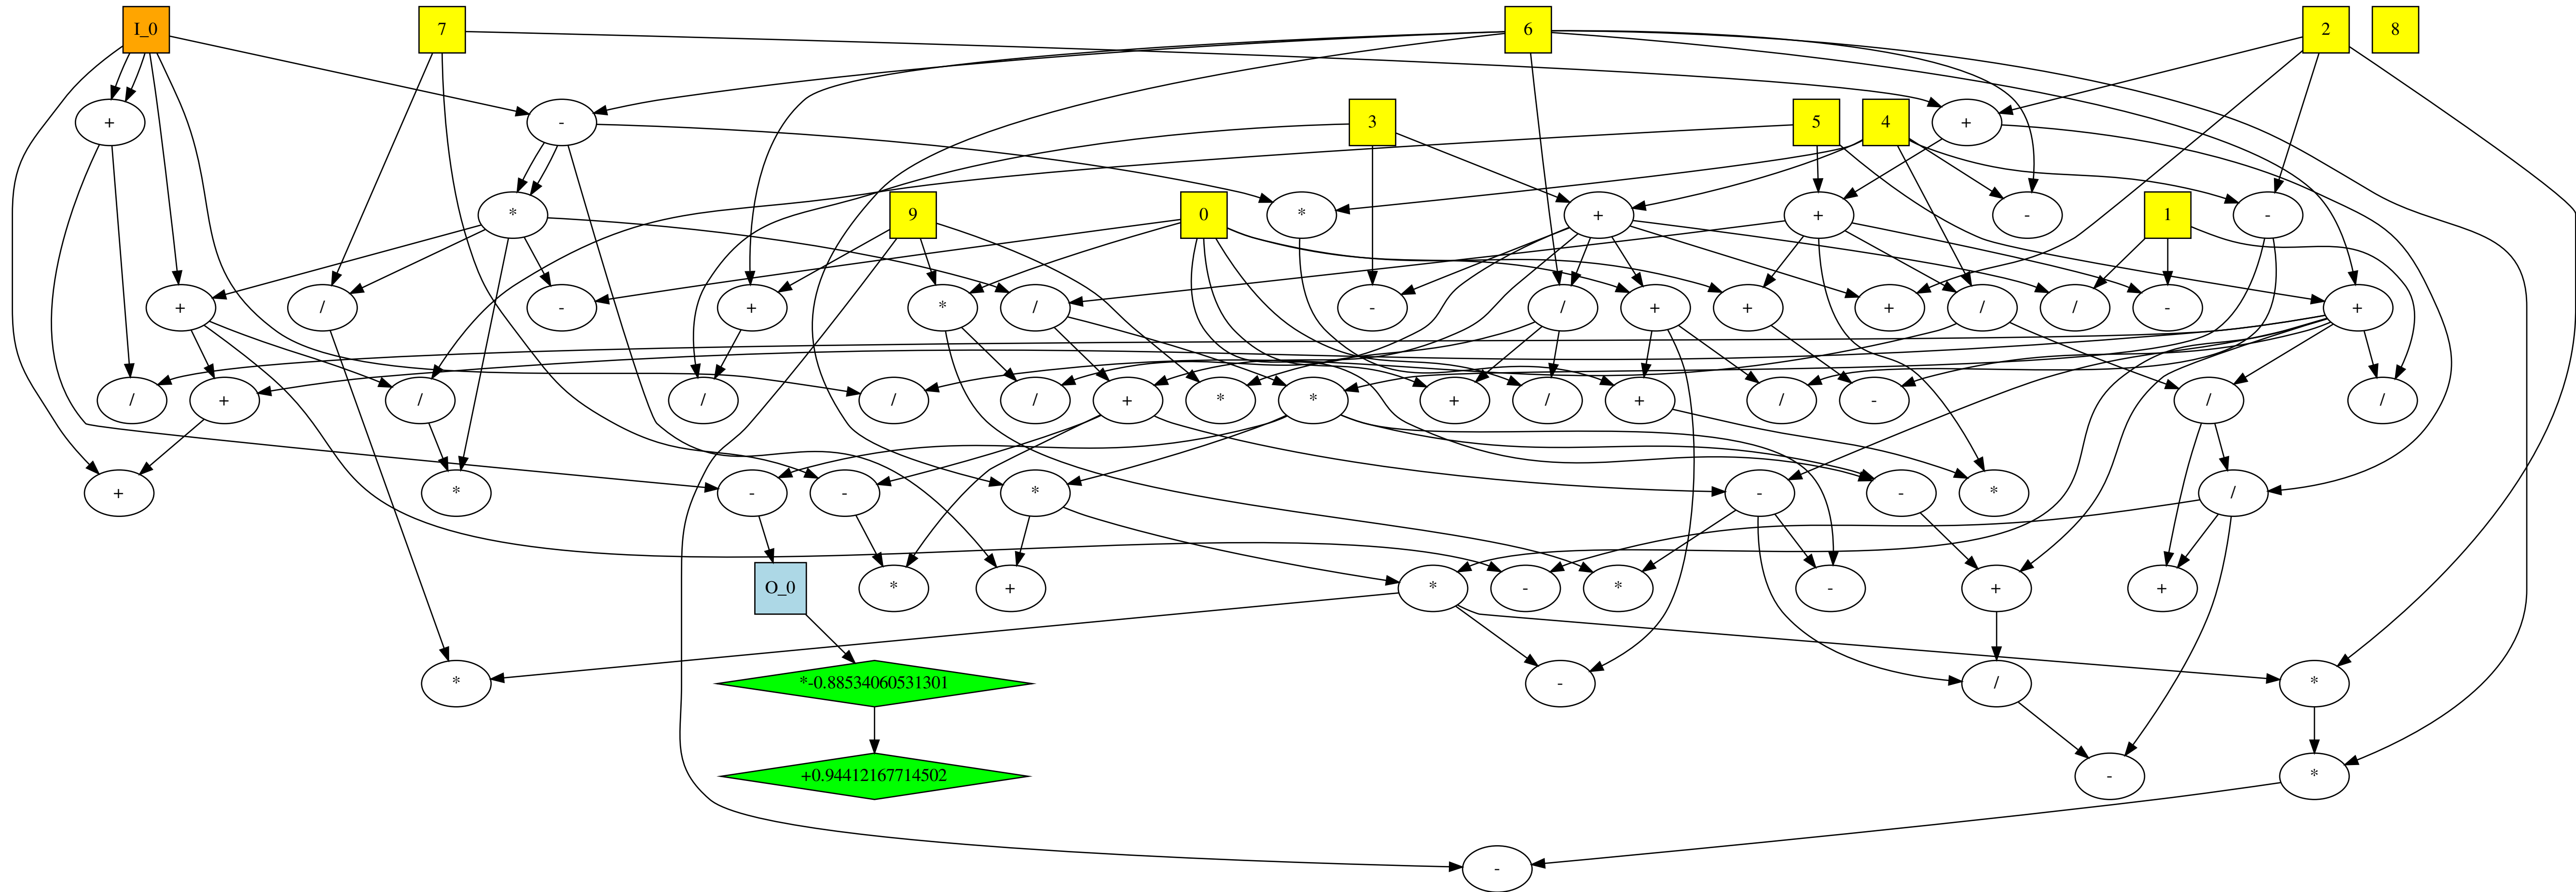 I_0 7 6 2 8
+ - 3 5 4 +
* 9 0 * + + - 1 -
+ / - + * / - / + + + / / - +
/ + / / / / + * * + / + / - / /
+ * - - * - - * /
O_0 * + * - * - + +
* *-0.88534060531301 - / *
+0.94412167714502 - *
-